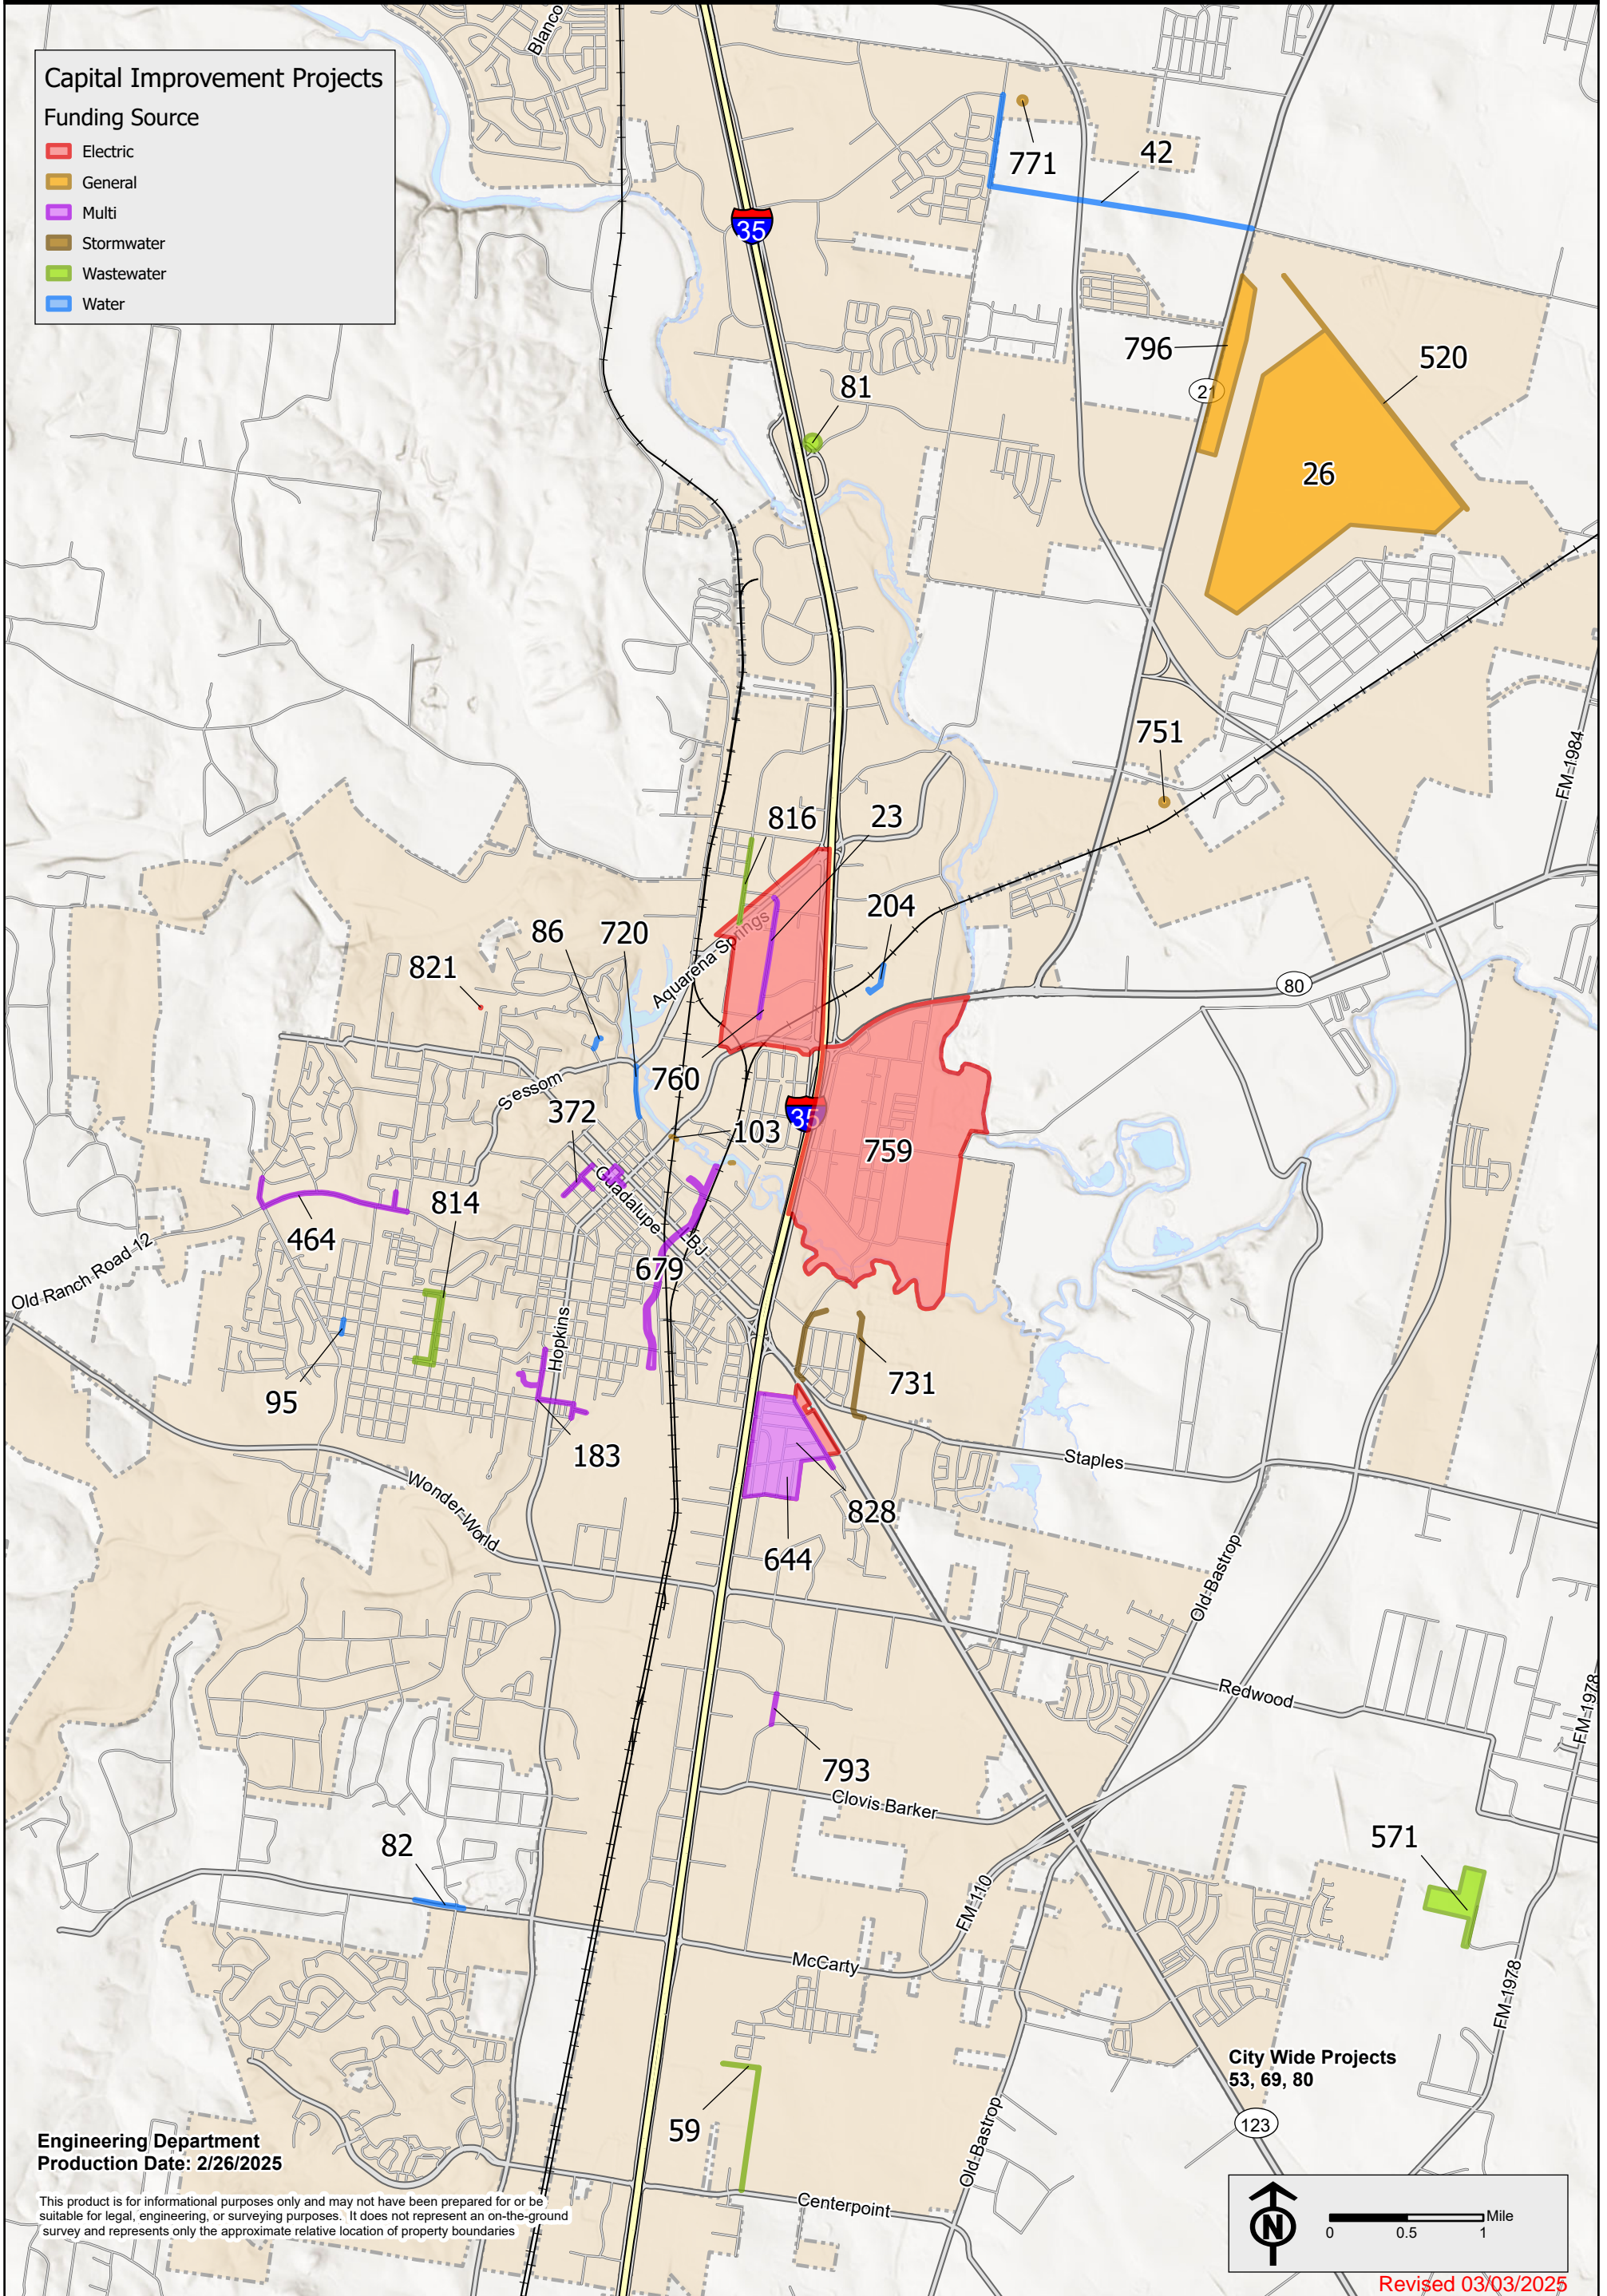 Blanco
Capital Improvement Projects
Funding Source
Electric
General
Multi
Stormwater
Wastewater
Water
771
42
35
796
520
81
21
26
751
FM-1984
816
23
204
86
720
821
Aquarena Springs
80
Sessom
760
372
35
103
759
Guadalupe
814
464
LBJ
679
Old Ranch Road 12
Hopkins
95
731
183
Staples
Wonder World
828
644
Old Bastrop
Redwood
FM-1978
793
Clovis Barker
82
571
FM-110
McCarty
FM-1978
City Wide Projects
53, 69, 80
59
123
Old Bastrop
Engineering Department
Production Date: 2/26/2025
Centerpoint
This product is for informational purposes only and may not have been prepared for or be
suitable for legal, engineering, or surveying purposes. It does not represent an on-the-ground
survey and represents only the approximate relative location of property boundaries
N
Mile
0 0.5 1
Revised 03/03/2025